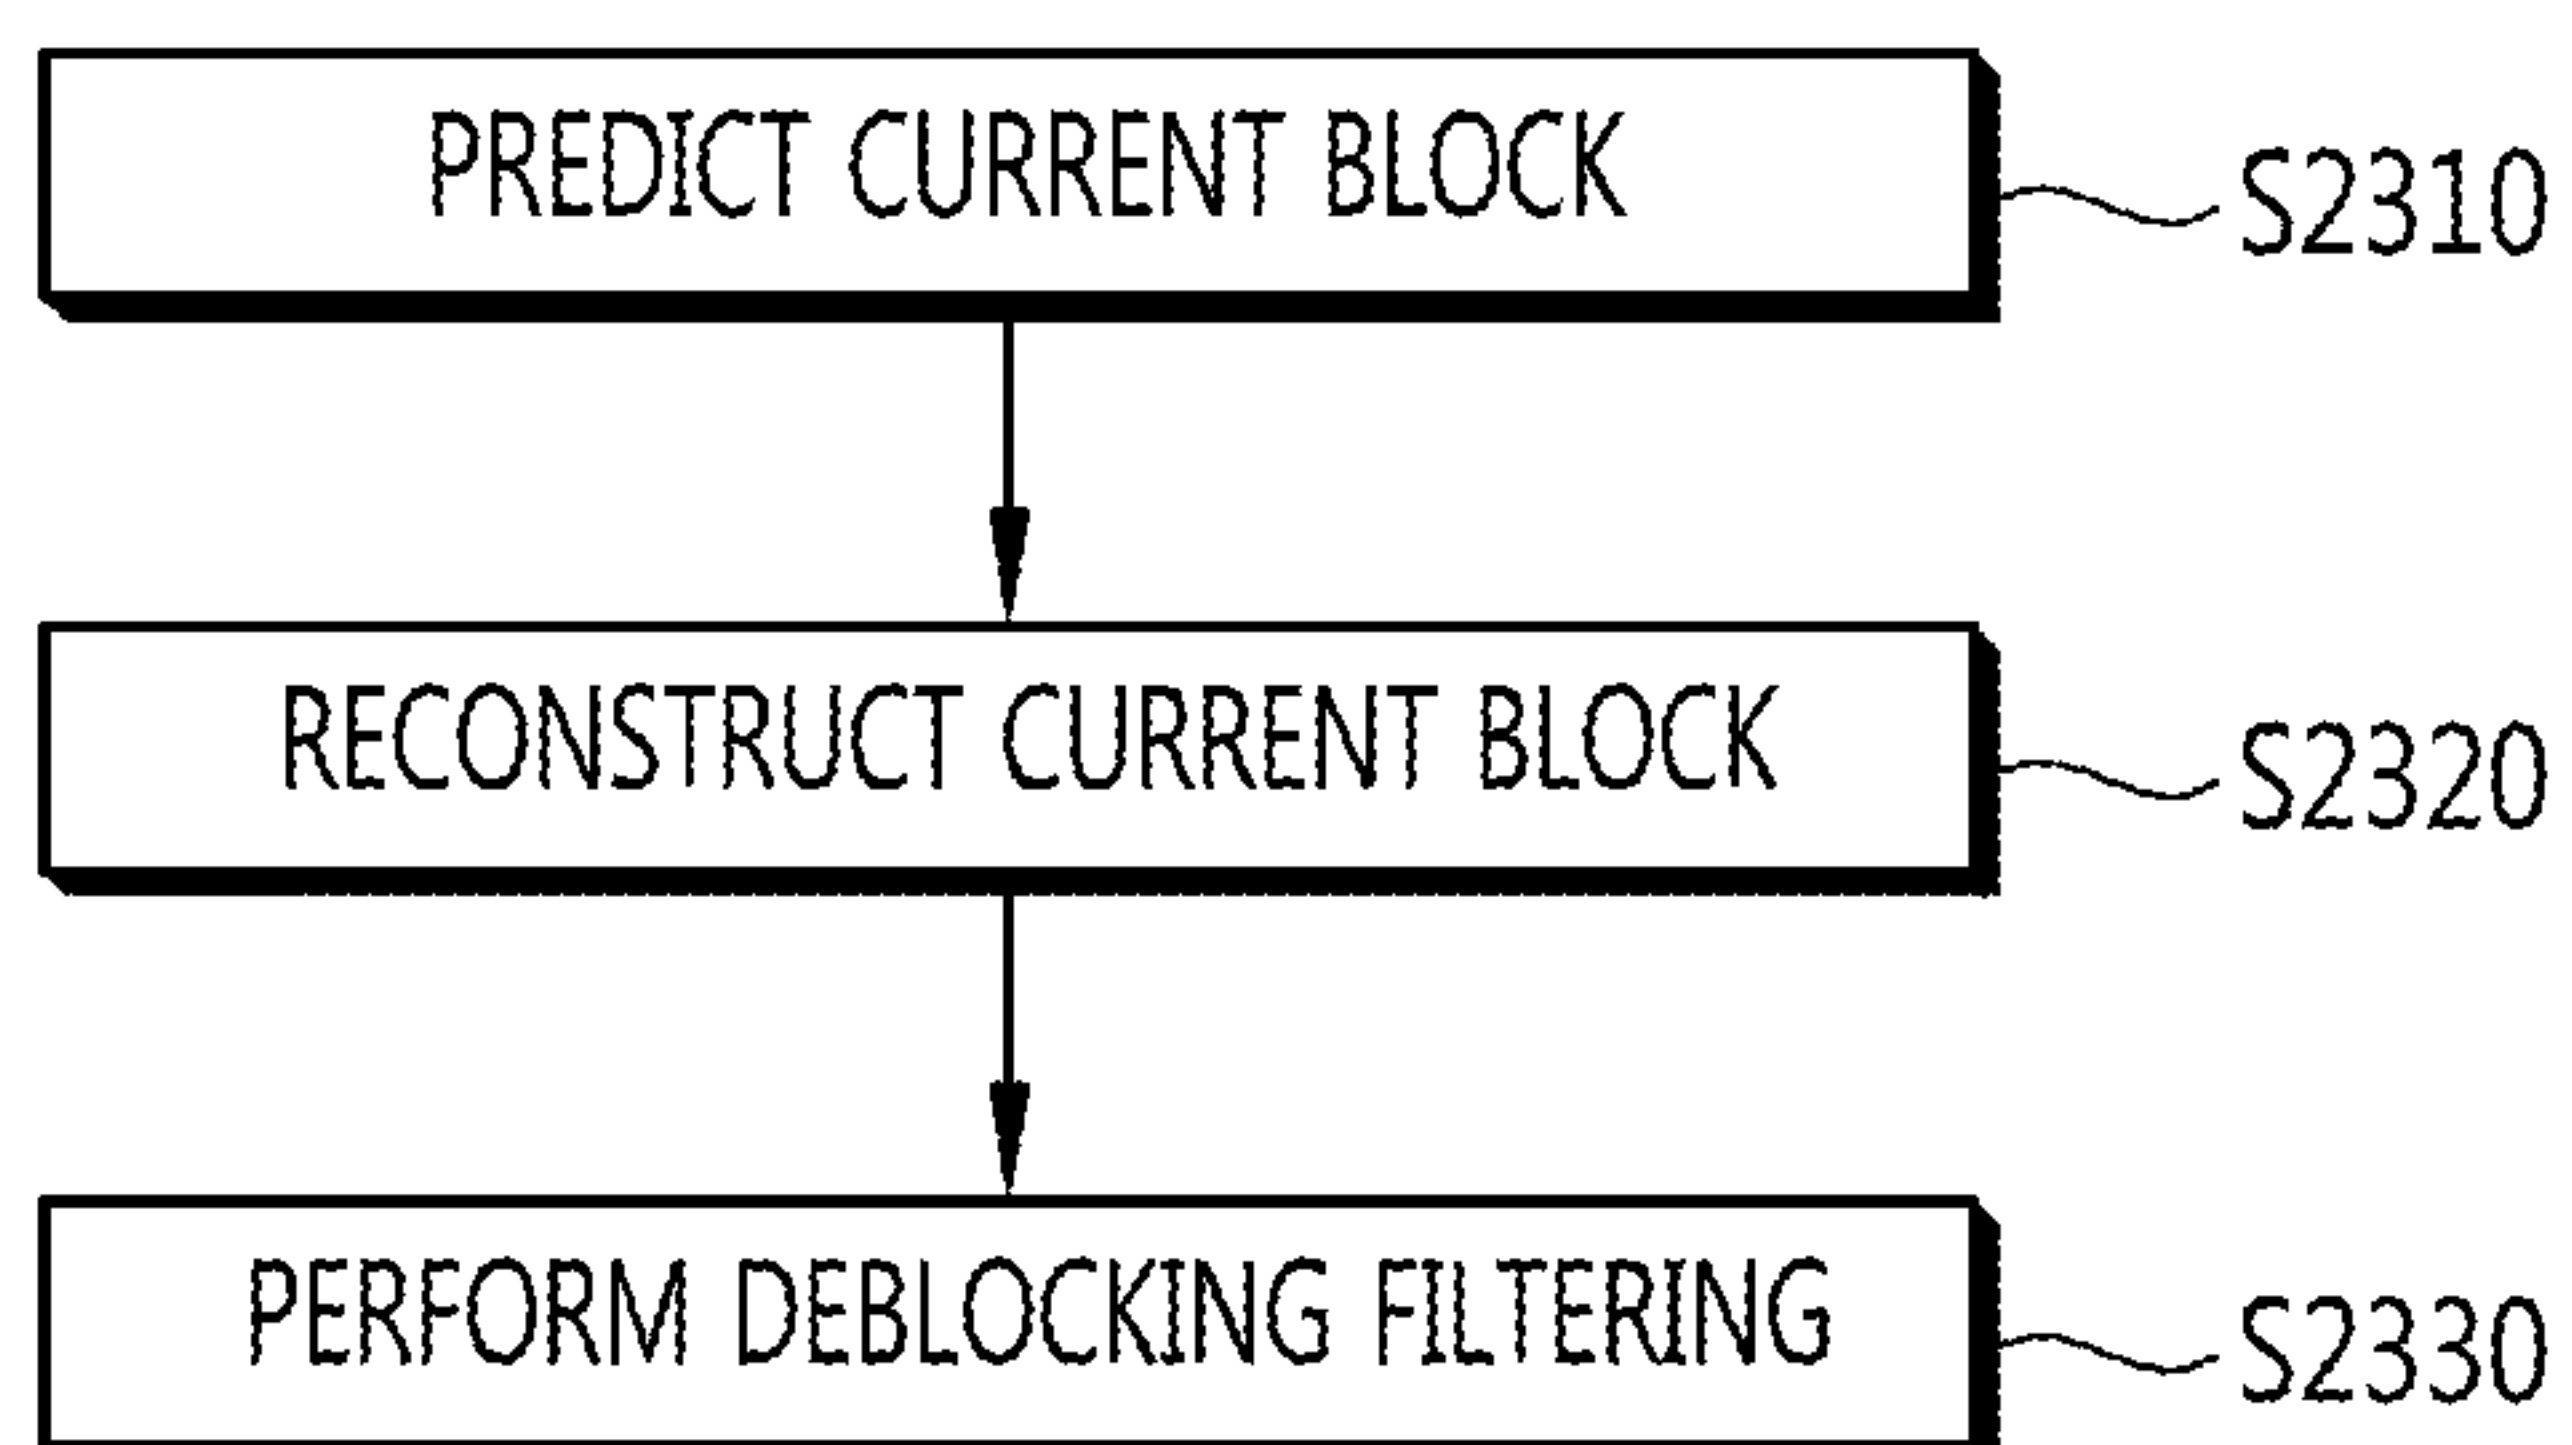 PREDICT CURRENT BLOCK
S2310
RECONSTRUCT CURRENT BLOCK
S2320
PERFORM DEBLOCKING FILTERING
S2330